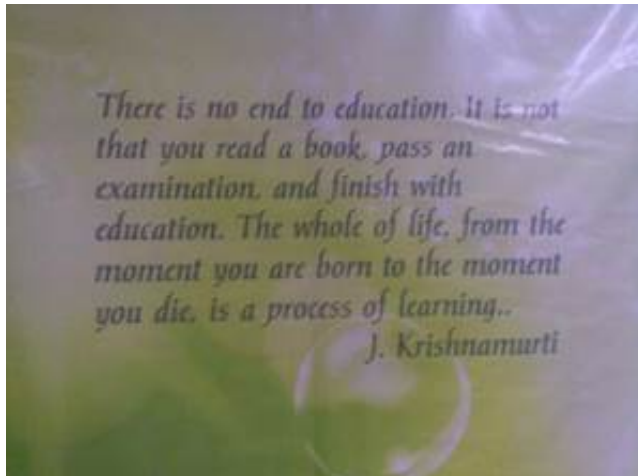 There is no end to education. It is not
that you read a book, pass an
examination, and finish with
education. The whole of life, from the
moment you are born to the moment
you die, is a process of learning..
J. Krishnamurti